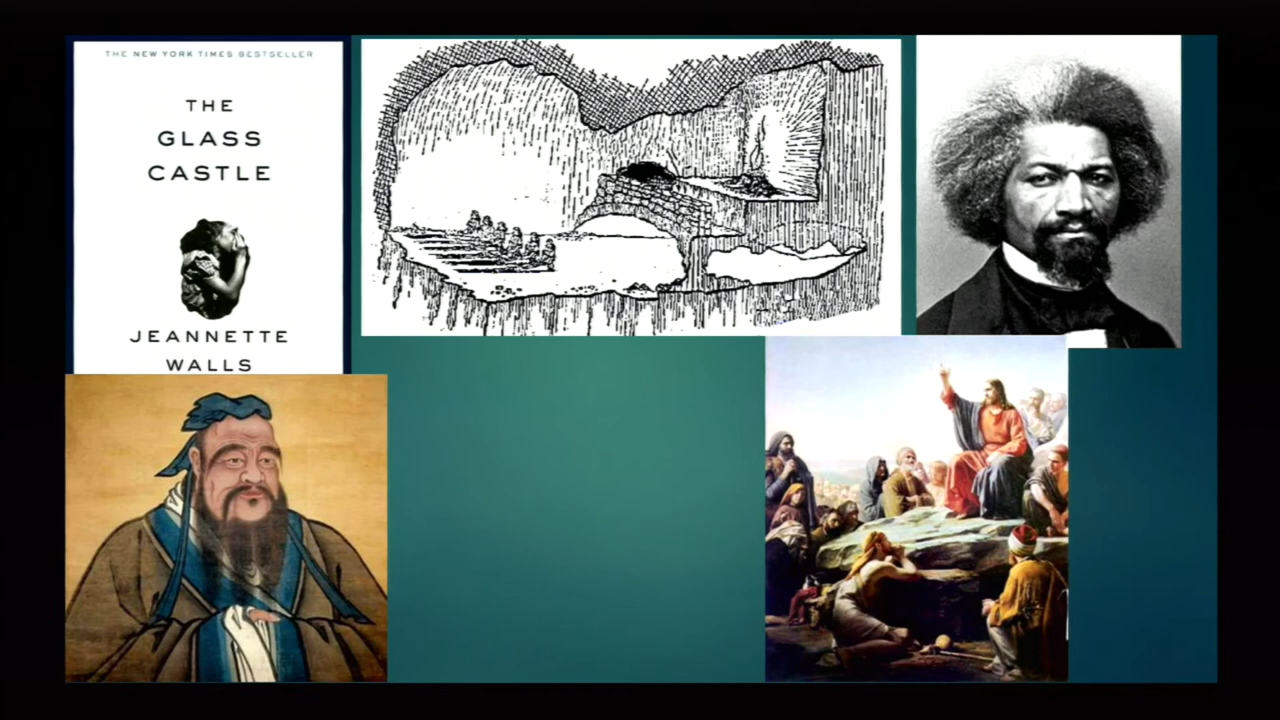 THE NEW YORK TIMES BESTSELLER
THE
GLASS
CASTLE
JEANNETTE
WALLS